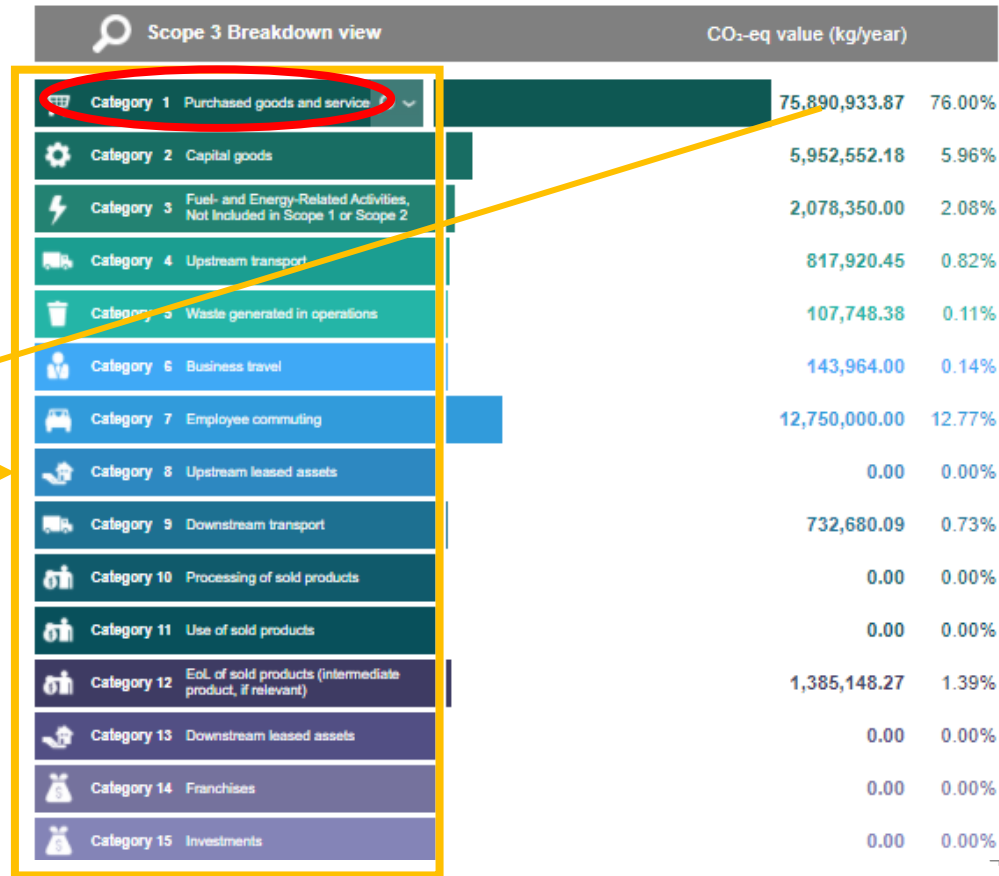 Scope 3 Breakdown view CO₂-eq value (kg/year)
Category 1 Purchased goods and service 75,890,933.87 76.00%
Category 2 Capital goods 5,952,552.18 5.96%
Category 3 Fuel- and Energy-Related Activities,
Not Included in Scope 1 or Scope 2 2,078,350.00 2.08%
Category 4 Upstream transport 817,920.45 0.82%
Category 5 Waste generated in operations 107,748.38 0.11%
Category 6 Business travel 143,964.00 0.14%
Category 7 Employee commuting 12,750,000.00 12.77%
Category 8 Upstream leased assets 0.00 0.00%
Category 9 Downstream transport 732,680.09 0.73%
Category 10 Processing of sold products 0.00 0.00%
Category 11 Use of sold products 0.00 0.00%
Category 12 EoL of sold products (intermediate
product, if relevant) 1,385,148.27 1.39%
Category 13 Downstream leased assets 0.00 0.00%
Category 14 Franchises 0.00 0.00%
Category 15 Investments 0.00 0.00%